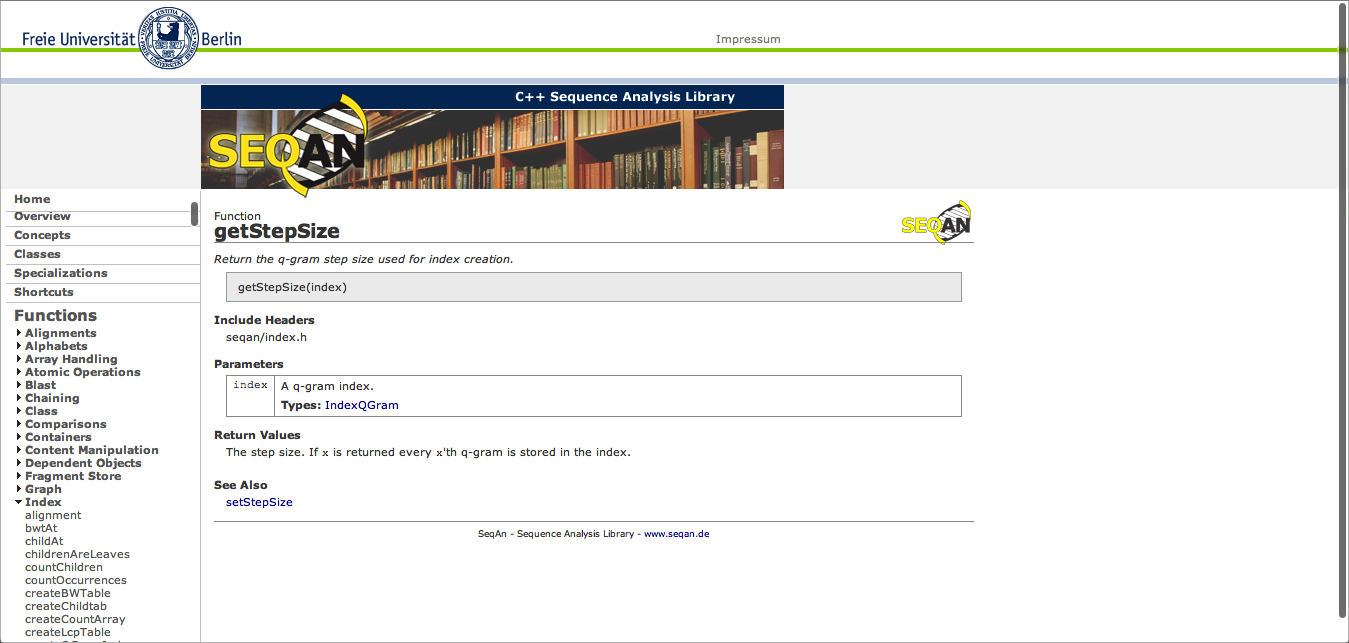 Freie Universität Berlin
Impressum
C++ Sequence Analysis Library
SEQAN
Home
Overview
Concepts
Classes
Specializations
Shortcuts
Functions
Alignments
Alphabets
Array Handling
Atomic Operations
Blast
Chaining
Class
Comparisons
Containers
Content Manipulation
Dependent Objects
Fragment Store
Graph
Index
alignment
bwtAt
childAt
childrenAreLeaves
countChildren
countOccurrences
createBWTable
createChildtab
createCountArray
createLcpTable
Function
getStepSize
SEQAN
Return the q-gram step size used for index creation.
getStepSize(index)
Include Headers
seqan/index.h
Parameters
index A q-gram index.
Types: IndexQGram
Return Values
The step size. If x is returned every x'th q-gram is stored in the index.
See Also
setStepSize
SeqAn - Sequence Analysis Library - www.seqan.de